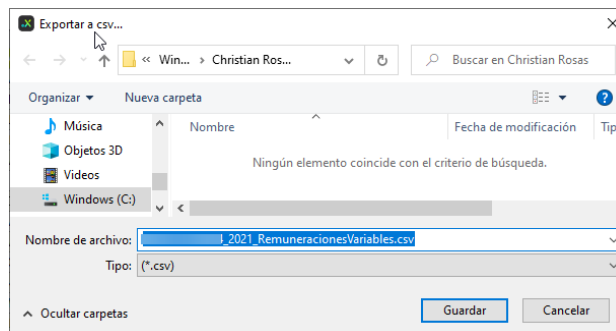 Exportar a csv...
« Win... › Christian Ros...
Buscar en Christian Rosas
Organizar
Nueva carpeta
?
Música
Objetos 3D
Videos
Windows (C:)
Nombre
Fecha de modificación
Tip
Ningún elemento coincide con el criterio de búsqueda.
Nombre de archivo:
_2021_RemuneracionesVariables.csv
Tipo: (*.csv)
Ocultar carpetas
Guardar
Cancelar